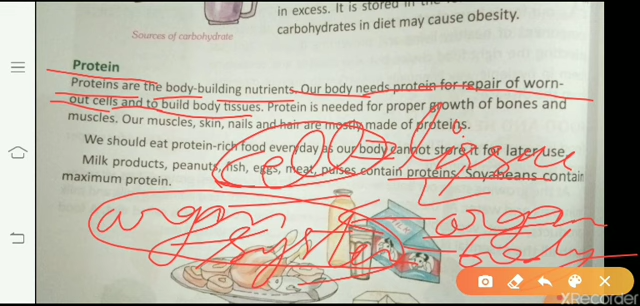 in excess. It is stored in the
carbohydrates in diet may cause obesity.
Sources of carbohydrate
Protein
Proteins are the body-building nutrients. Our body needs protein for repair of worn-
out cells and to build body tissues. Protein is needed for proper growth of bones and
muscles. Our muscles, skin, nails and hair are mostly made of proteins.
We should eat protein-rich food everyday as our body cannot store it for later use.
Milk products, peanuts, fish, eggs, meat, pulses contain proteins. Soyabeans contain
maximum protein.
cell
organ
organ
system
body
XRecorder